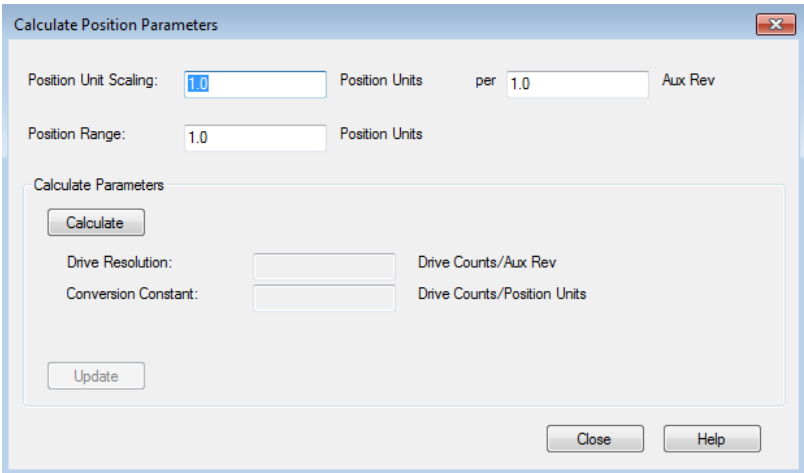 Calculate Position Parameters
Position Unit Scaling: 1.0 Position Units per 1.0 Aux Rev
Position Range: 1.0 Position Units
Calculate Parameters
Calculate
Drive Resolution: Drive Counts/Aux Rev
Conversion Constant: Drive Counts/Position Units
Update
Close Help